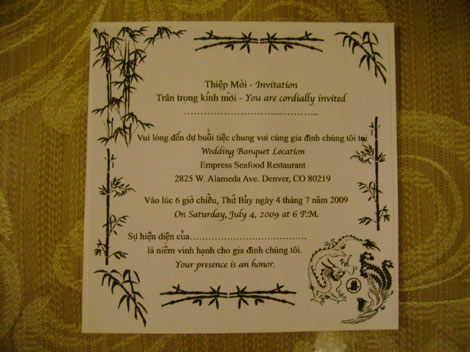 Thiệp Mời - Invitation
Trân trọng kính mời - You are cordially invited
..............................................
Vui lòng đến dự buổi tiệc chung vui cùng gia đình chúng tôi tại
Wedding Banquet Location
Empress Seafood Restaurant
2825 W. Alameda Ave. Denver, CO 80219
Vào lúc 6 giờ chiều, Thứ Bảy ngày 4 tháng 7 năm 2009
On Saturday, July 4, 2009 at 6 P.M.
Sự hiện diện của..........................................
là niềm vinh hạnh cho gia đình chúng tôi.
Your presence is an honor.